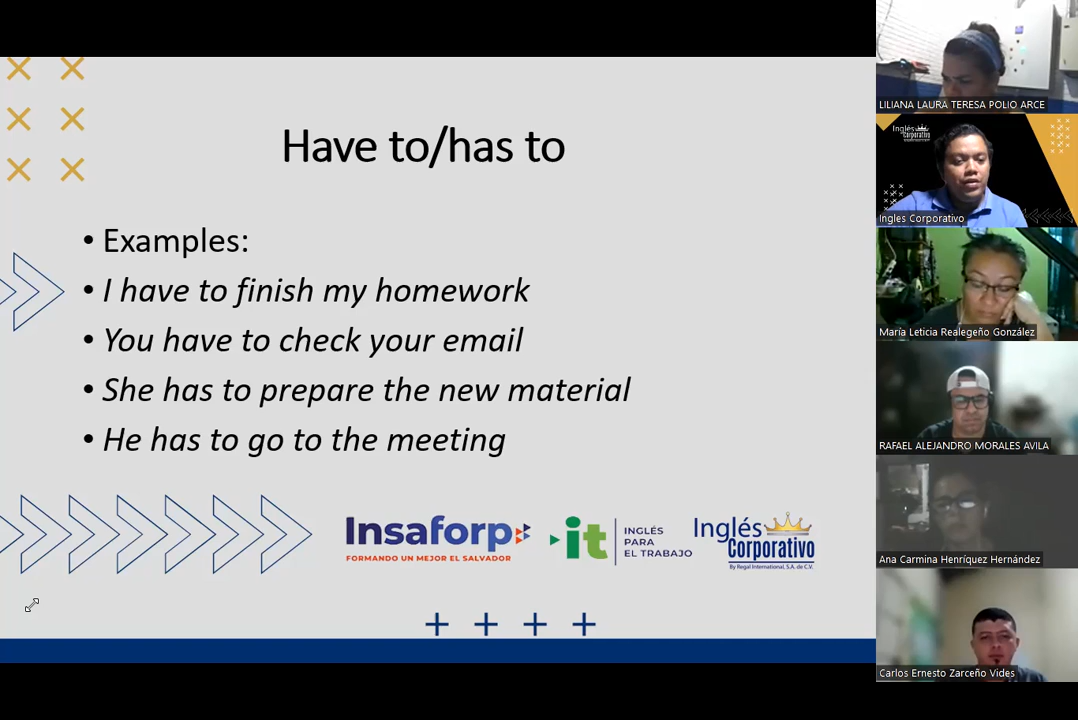 Have to/has to
• Examples:
• I have to finish my homework
• You have to check your email
• She has to prepare the new material
• He has to go to the meeting
Insaforp
FORMANDO UN MEJOR EL SALVADOR
it
INGLÉS
PARA
EL TRABAJO
Inglés
Corporativo
By Regal International, S.A. de C.V.
LILIANA LAURA TERESA POLIO ARCE
Inglés
Corporativo
Ingles Corporativo
María Leticia Realegeño González
RAFAEL ALEJANDRO MORALES AVILA
Ana Carmina Henríquez Hernández
Carlos Ernesto Zarceño Vides